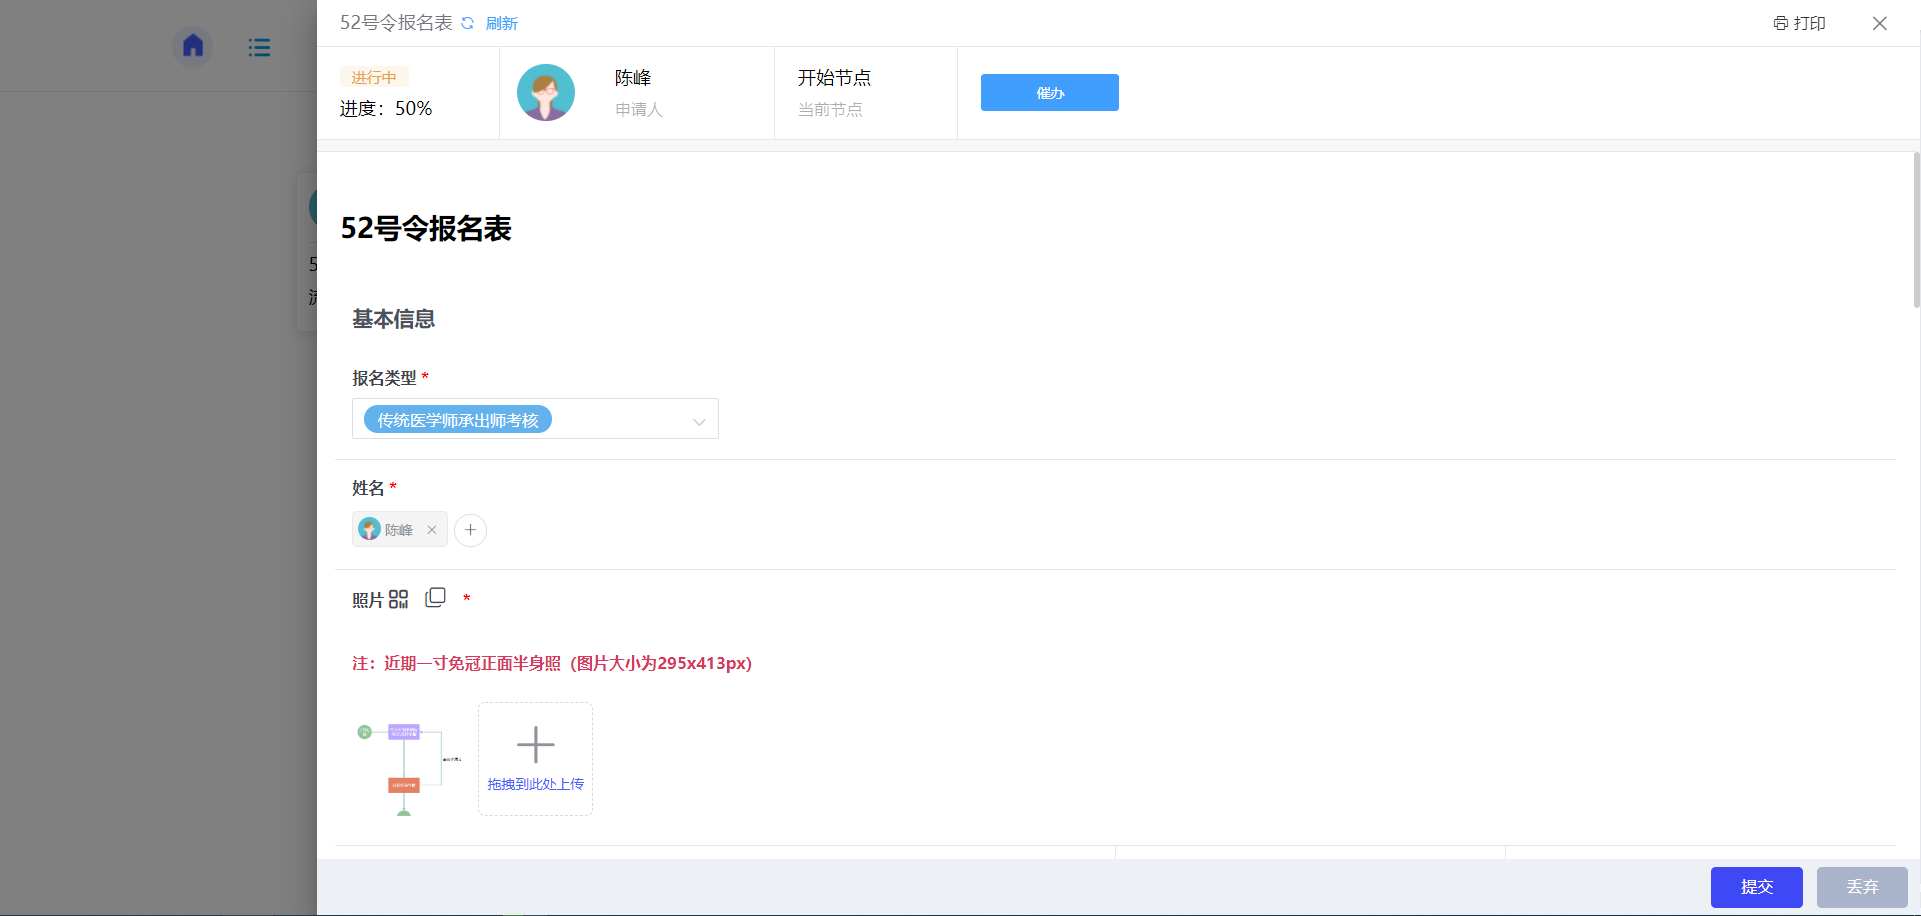 52号令报名表 刷新 打印
进行中
进度：50%
陈峰
申请人
开始节点
当前节点
催办
52号令报名表
基本信息
报名类型 *
传统医学师承出师考核
姓名 *
陈峰
照片 *
注：近期一寸免冠正面半身照（图片大小为295x413px）
拖拽到此处上传
提交 丢弃